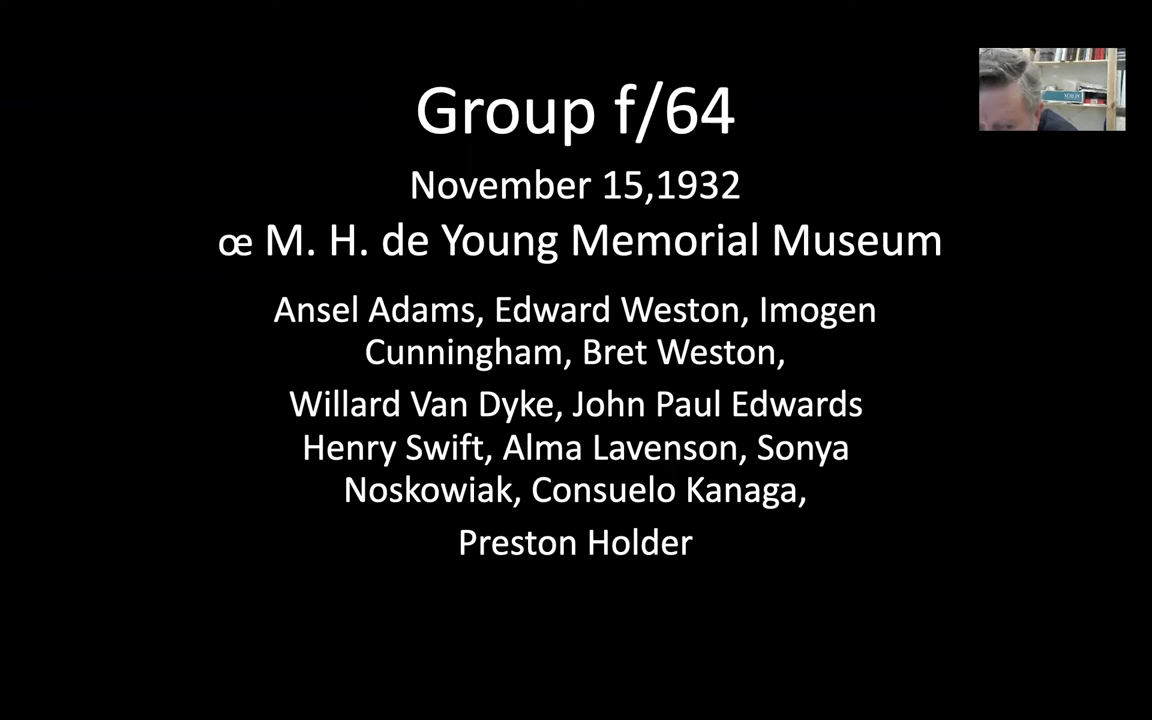 Group f/64
November 15,1932
œ M. H. de Young Memorial Museum
Ansel Adams, Edward Weston, Imogen
Cunningham, Bret Weston,
Willard Van Dyke, John Paul Edwards
Henry Swift, Alma Lavenson, Sonya
Noskowiak, Consuelo Kanaga,
Preston Holder